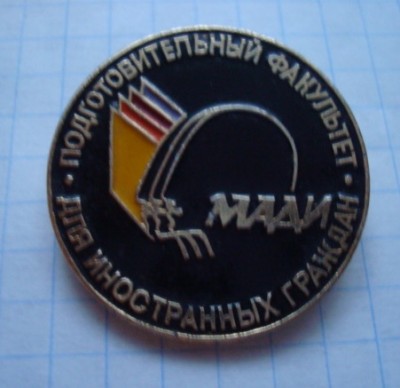 ПОДГОТОВИТЕЛЬНЫЙ ФАКУЛЬТЕТ
ДЛЯ ИНОСТРАННЫХ ГРАЖДАН
МАДИ